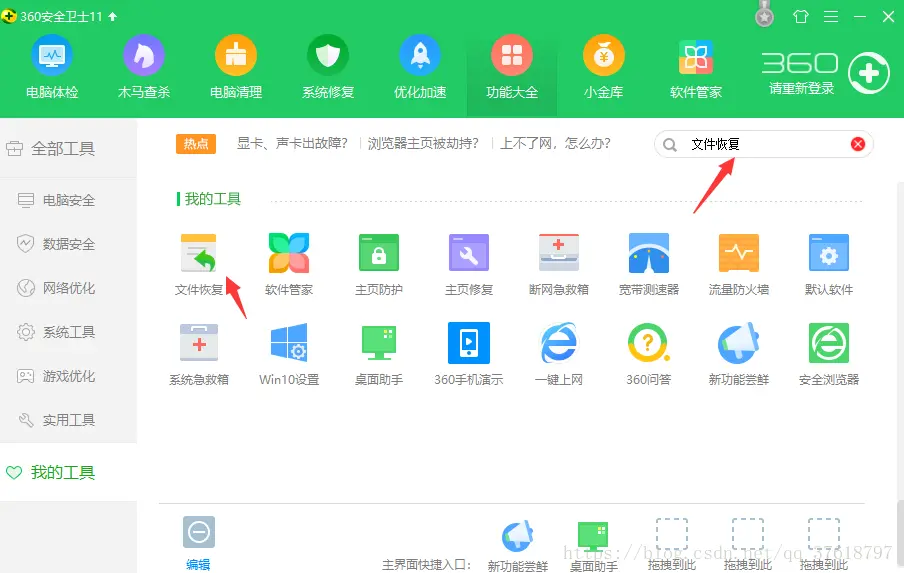 360安全卫士11
电脑体检 木马查杀 电脑清理 系统修复 优化加速 功能大全 小金库 软件管家
360
请重新登录
全部工具
电脑安全
数据安全
网络优化
系统工具
游戏优化
实用工具
我的工具
热点 显卡、声卡出故障? 浏览器主页被劫持? 上不了网，怎么办? 文件恢复
我的工具
文件恢复 软件管家 主页防护 主页修复 断网急救箱 宽带测速器 流量防火墙 默认软件
系统急救箱 Win10设置 桌面助手 360手机演示 一键上网 360问答 新功能尝鲜 安全浏览器
编辑 主界面快捷入口： 新功能尝鲜 桌面助手 拖拽到此 拖拽到此 拖拽到此
https://blog.csdn.net/qq_37618797